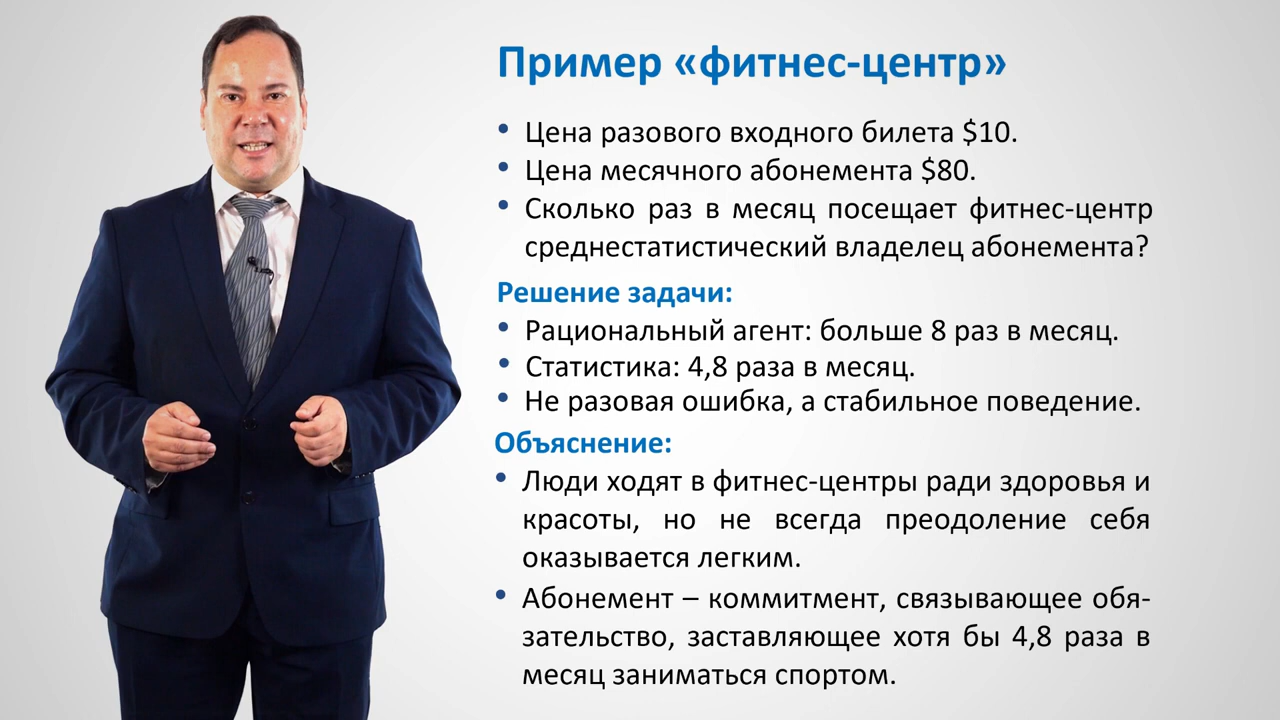 Пример «фитнес-центр»
• Цена разового входного билета $10.
• Цена месячного абонемента $80.
• Сколько раз в месяц посещает фитнес-центр
среднестатистический владелец абонемента?
Решение задачи:
• Рациональный агент: больше 8 раз в месяц.
• Статистика: 4,8 раза в месяц.
• Не разовая ошибка, а стабильное поведение.
Объяснение:
• Люди ходят в фитнес-центры ради здоровья и
красоты, но не всегда преодоление себя
оказывается легким.
• Абонемент – коммитмент, связывающее обя-
зательство, заставляющее хотя бы 4,8 раза в
месяц заниматься спортом.